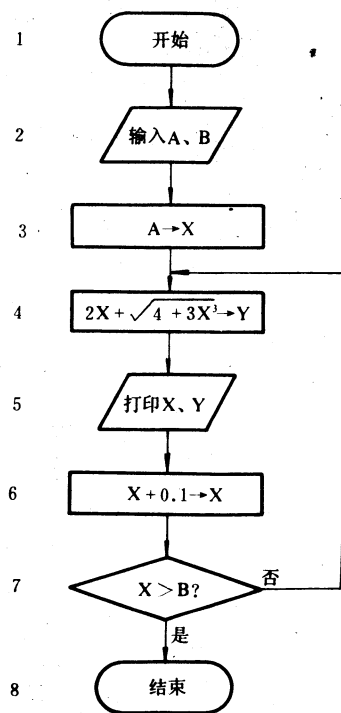 1 开始
2 输入A、B
3 A→X
4 2X+√4+3X³→Y
5 打印X、Y
6 X+0.1→X
7 X>B? 否
是
8 结束